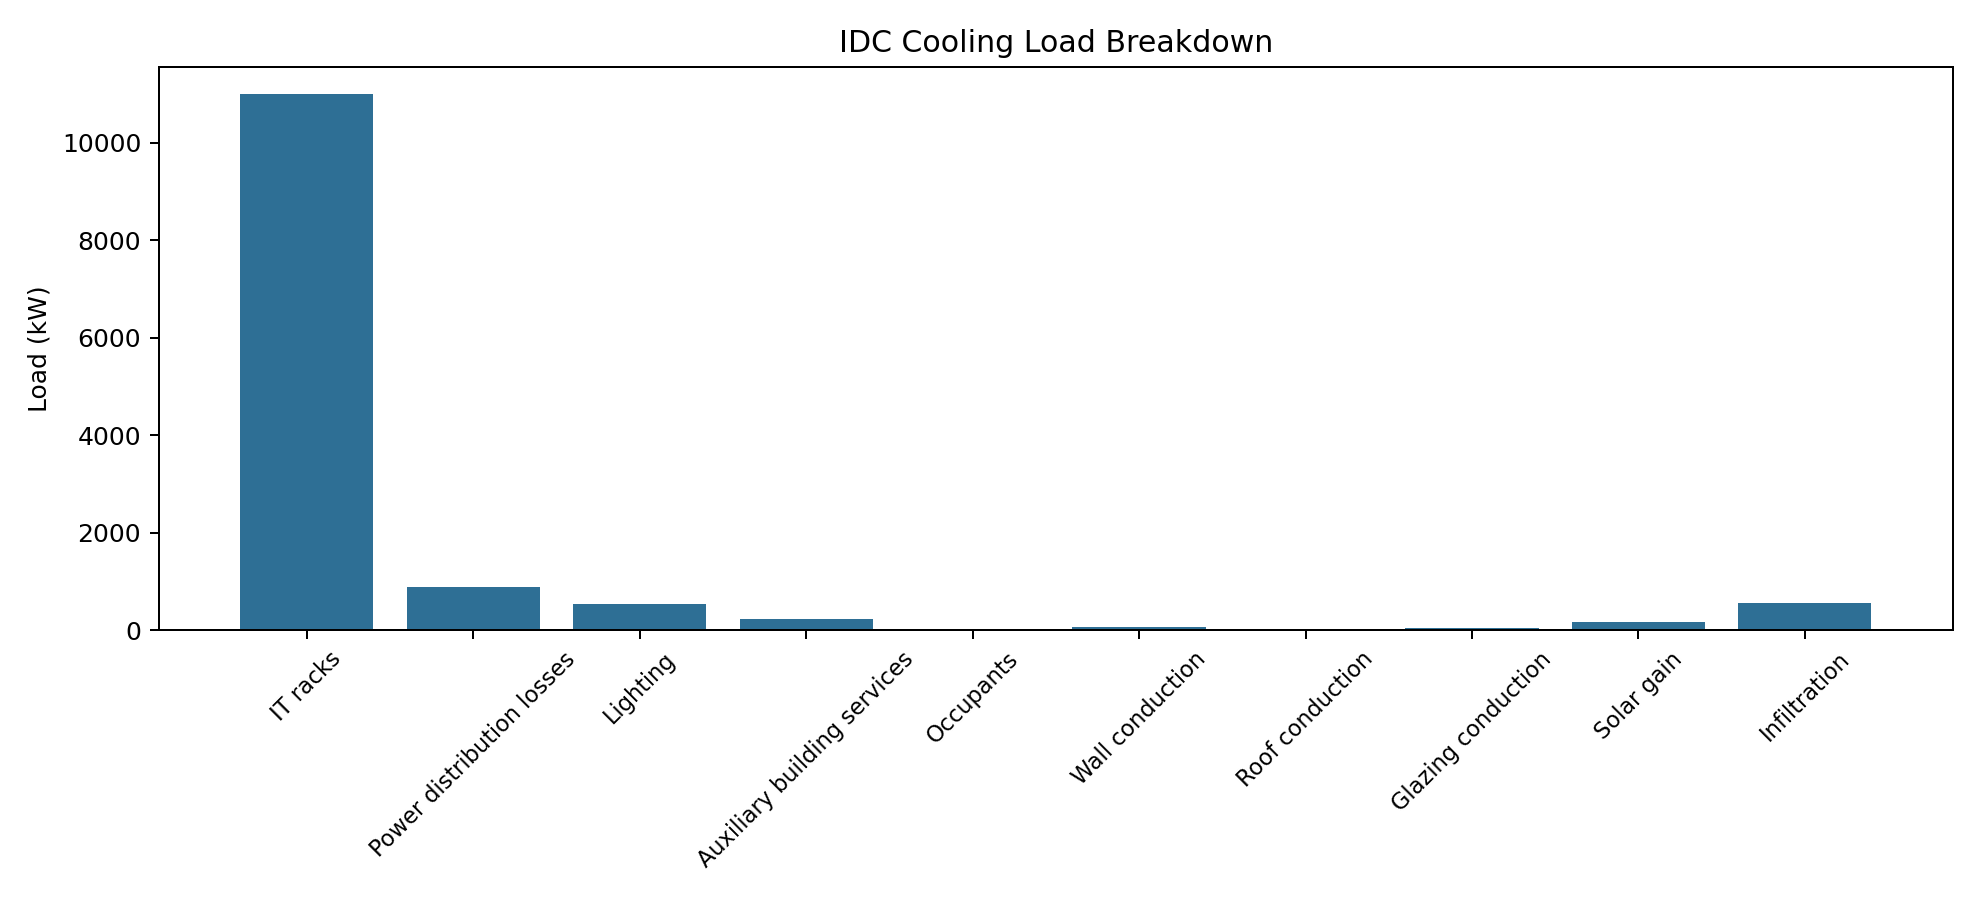 IDC Cooling Load Breakdown
Load (kW)
10000
8000
6000
4000
2000
0
IT racks
Power distribution losses
Lighting
Auxiliary building services
Occupants
Wall conduction
Roof conduction
Glazing conduction
Solar gain
Infiltration